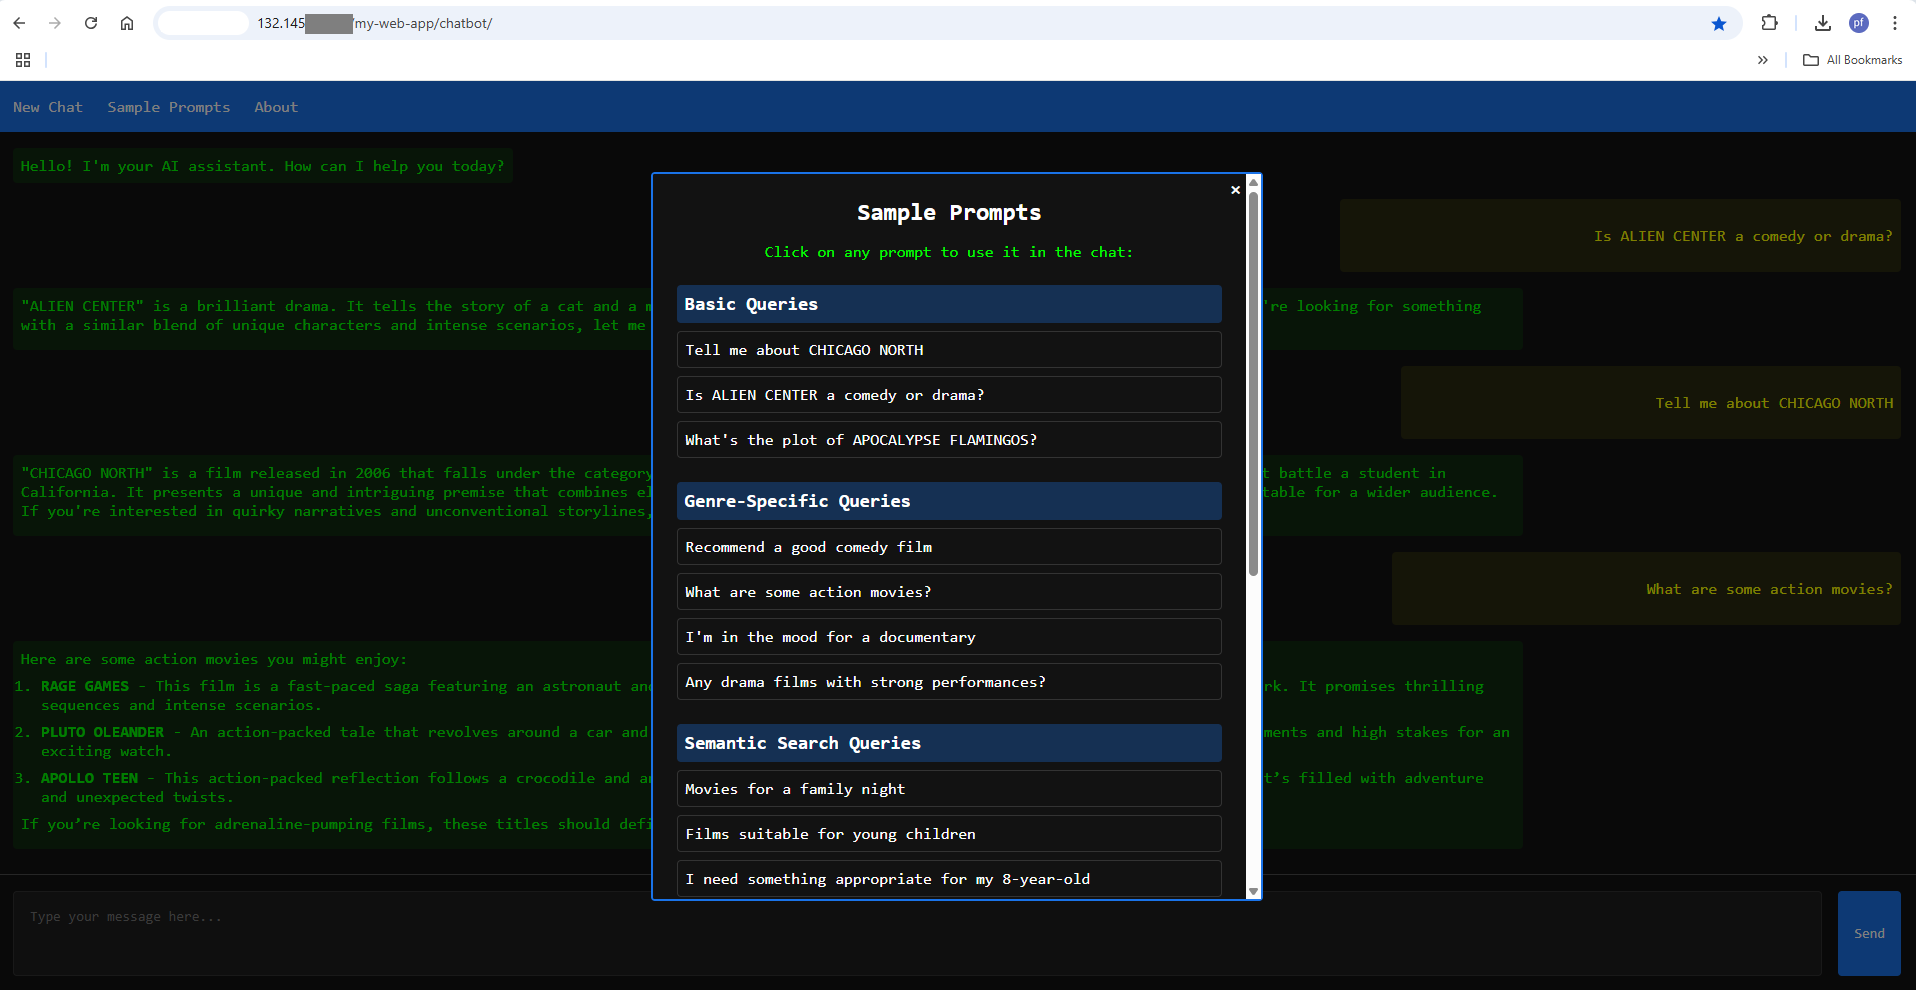 132.145 /my-web-app/chatbot/
pf
» All Bookmarks
New Chat Sample Prompts About
Hello! I'm your AI assistant. How can I help you today?
Is ALIEN CENTER a comedy or drama?
"ALIEN CENTER" is a brilliant drama. It tells the story of a cat and a
're looking for something
with a similar blend of unique characters and intense scenarios, let me
Tell me about CHICAGO NORTH
"CHICAGO NORTH" is a film released in 2006 that falls under the category
t battle a student in
California. It presents a unique and intriguing premise that combines
table for a wider audience.
If you're interested in quirky narratives and unconventional storylines,
What are some action movies?
Here are some action movies you might enjoy:
1. RAGE GAMES - This film is a fast-paced saga featuring an astronaut
rk. It promises thrilling
sequences and intense scenarios.
2. PLUTO OLEANDER - An action-packed tale that revolves around a car and
ments and high stakes for an
exciting watch.
3. APOLLO TEEN - This action-packed reflection follows a crocodile and
t’s filled with adventure
and unexpected twists.
If you’re looking for adrenaline-pumping films, these titles should defi
×
Sample Prompts
Click on any prompt to use it in the chat:
Basic Queries
Tell me about CHICAGO NORTH
Is ALIEN CENTER a comedy or drama?
What's the plot of APOCALYPSE FLAMINGOS?
Genre-Specific Queries
Recommend a good comedy film
What are some action movies?
I'm in the mood for a documentary
Any drama films with strong performances?
Semantic Search Queries
Movies for a family night
Films suitable for young children
I need something appropriate for my 8-year-old
Type your message here...
Send